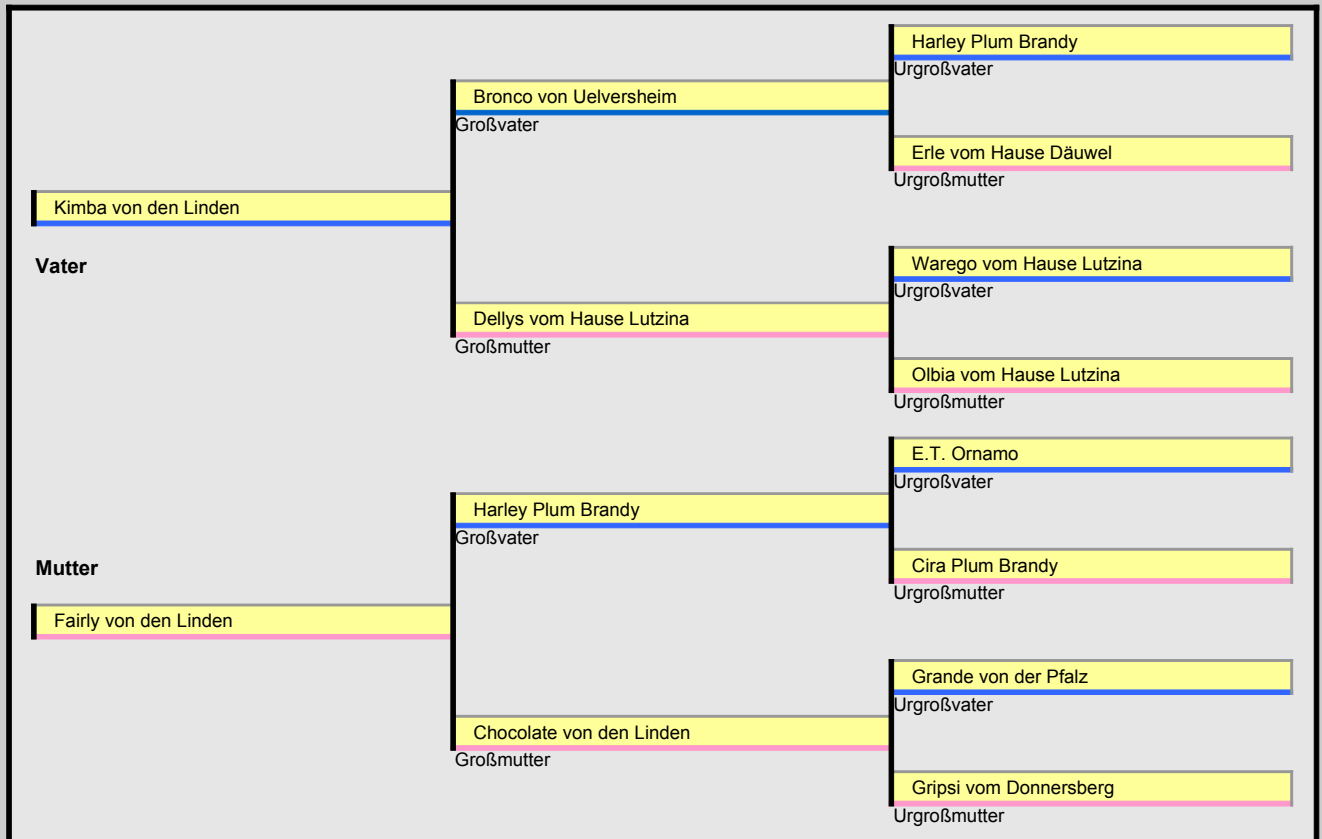 Harley Plum Brandy
Urgroßvater
Bronco von Uelversheim
Großvater
Erle vom Hause Däuwel
Urgroßmutter
Kimba von den Linden
Vater
Warego vom Hause Lutzina
Urgroßvater
Dellys vom Hause Lutzina
Großmutter
Olbia vom Hause Lutzina
Urgroßmutter
E.T. Ornamo
Urgroßvater
Harley Plum Brandy
Großvater
Cira Plum Brandy
Urgroßmutter
Mutter
Fairly von den Linden
Grande von der Pfalz
Urgroßvater
Chocolate von den Linden
Großmutter
Gripsi vom Donnersberg
Urgroßmutter